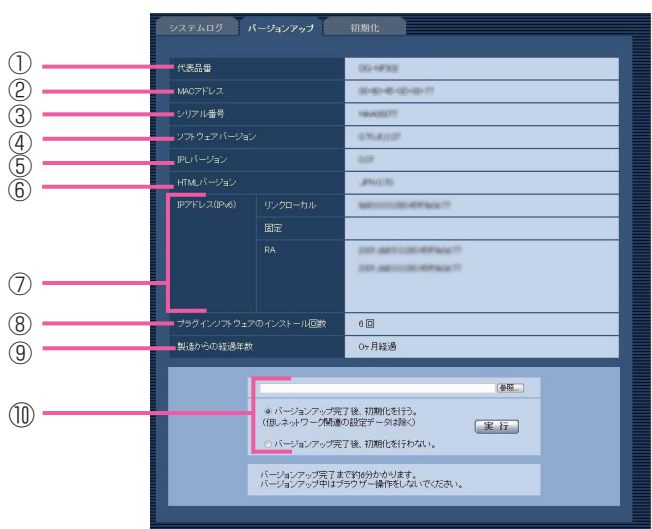 システムログ バージョンアップ 初期化
① 代表品番
② MACアドレス
③ シリアル番号
④ ソフトウェアバージョン
⑤ IPLバージョン
⑥ HTMLバージョン
⑦ IPアドレス(IPv6) リンクローカル
固定
RA
⑧ プラグインソフトウェアのインストール回数 6回
⑨ 製造からの経過年数 0ヶ月経過
⑩
参照...
バージョンアップ完了後、初期化を行う。
(但しネットワーク関連の設定データは除く)
実行
バージョンアップ完了後、初期化を行わない。
バージョンアップ完了まで約6分かかります。
バージョンアップ中はブラウザー操作をしないでください。